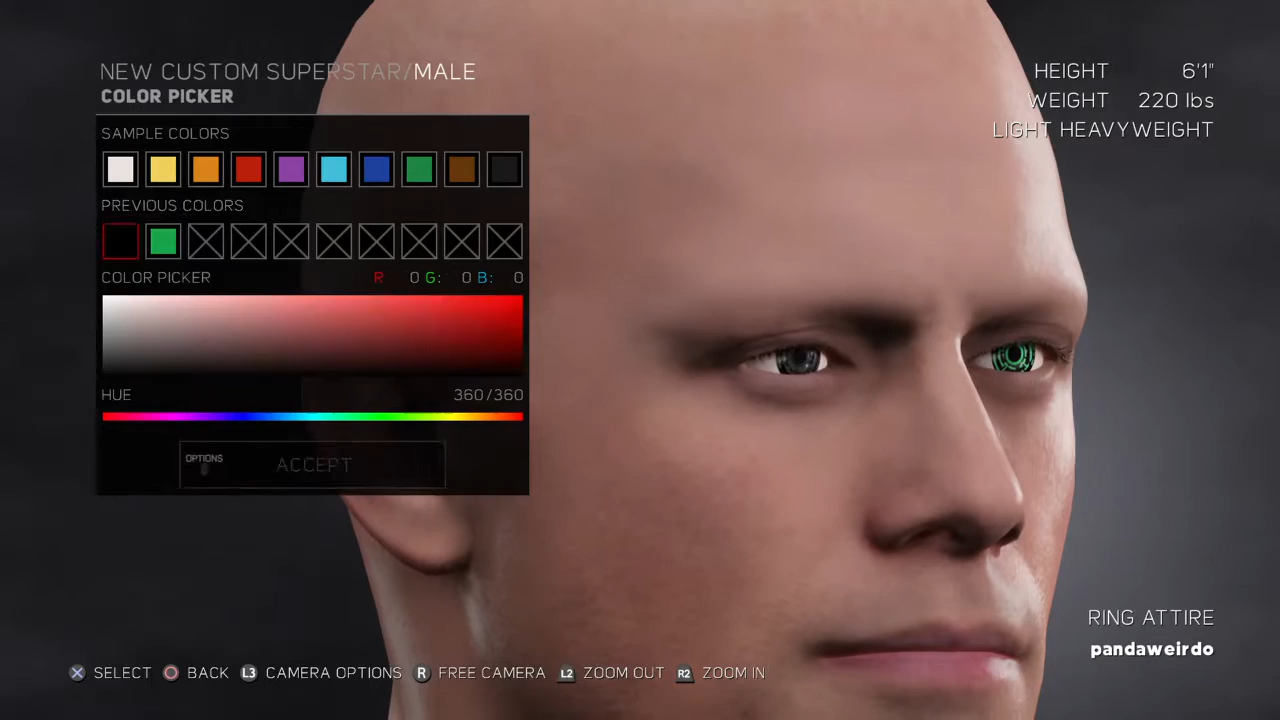 NEW CUSTOM SUPERSTAR/MALE
COLOR PICKER
SAMPLE COLORS
PREVIOUS COLORS
COLOR PICKER R 0 G: 0 B: 0
HUE 360/360
OPTIONS ACCEPT
HEIGHT 6'1"
WEIGHT 220 lbs
LIGHT HEAVYWEIGHT
RING ATTIRE
pandaweirdo
SELECT BACK L3 CAMERA OPTIONS R FREE CAMERA L2 ZOOM OUT R2 ZOOM IN